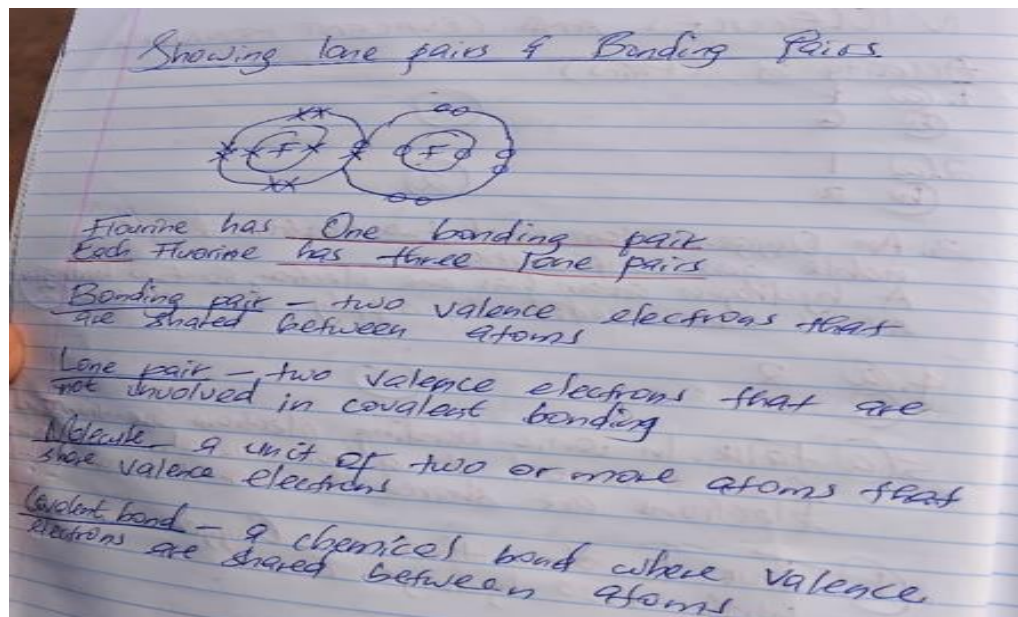 Showing lone pairs & Bonding Pairs
F F
Flourine has One bonding pair
Each Fluorine has three lone pairs
Bonding pair – two valence electrons that
are shared between atoms
Lone pair – two valence electrons that are
not involved in covalent bonding
Molecule – a unit of two or more atoms that
share valence electrons
Covalent bond – a chemical bond where valence
electrons are shared between atoms